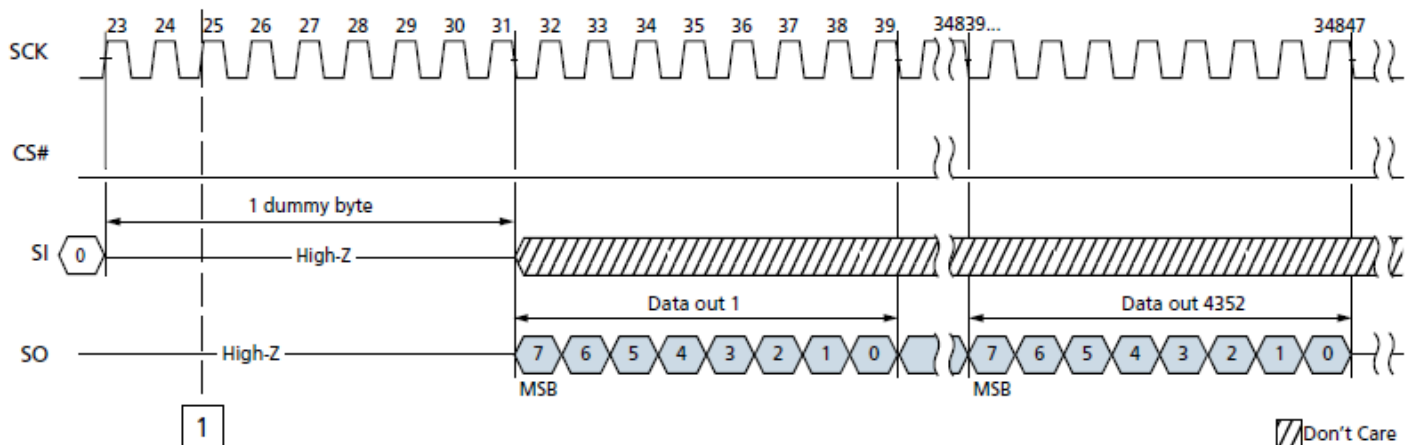 23 24 25 26 27 28 29 30 31 32 33 34 35 36 37 38 39 34839... 34847
SCK
CS#
1 dummy byte
SI 0 High-Z
Data out 1 Data out 4352
SO High-Z 7 6 5 4 3 2 1 0 7 6 5 4 3 2 1 0
MSB MSB
1
Don't Care